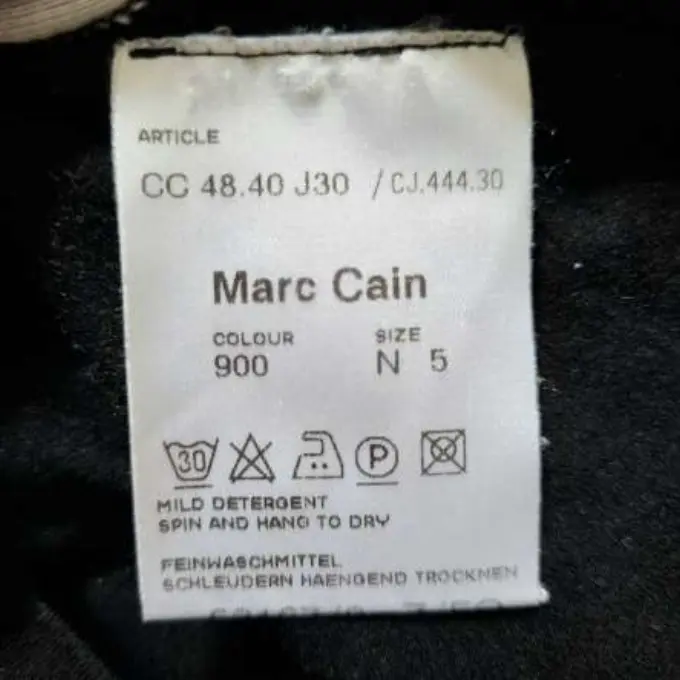 ARTICLE
CC 48.40 J30 / CJ.444.30
Marc Cain
COLOUR SIZE
900 N 5
30 P
MILD DETERGENT
SPIN AND HANG TO DRY
FEINWASCHMITTEL
SCHLEUDERN HAENGEND TROCKNEN